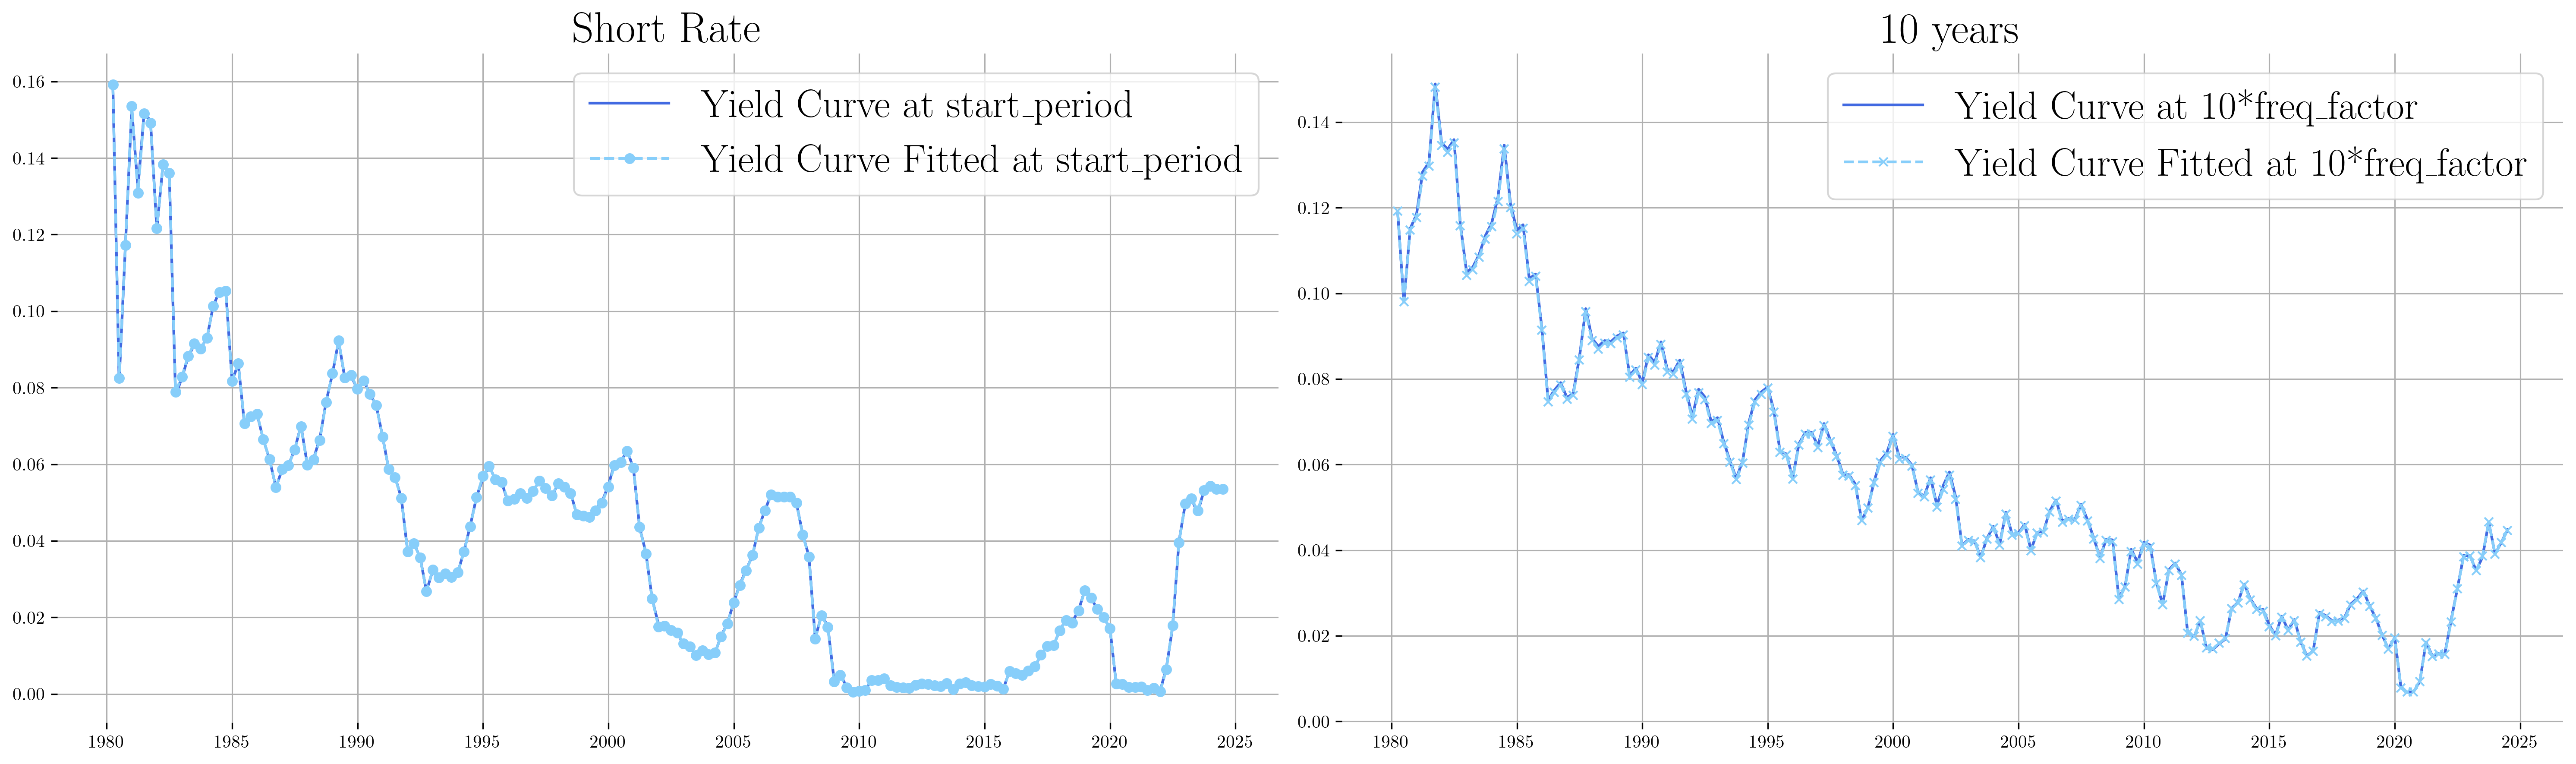 Short Rate
Yield Curve at start_period
Yield Curve Fitted at start_period
0.16
0.14
0.12
0.10
0.08
0.06
0.04
0.02
0.00
1980 1985 1990 1995 2000 2005 2010 2015 2020 2025
10 years
Yield Curve at 10*freq_factor
Yield Curve Fitted at 10*freq_factor
0.14
0.12
0.10
0.08
0.06
0.04
0.02
0.00
1980 1985 1990 1995 2000 2005 2010 2015 2020 2025